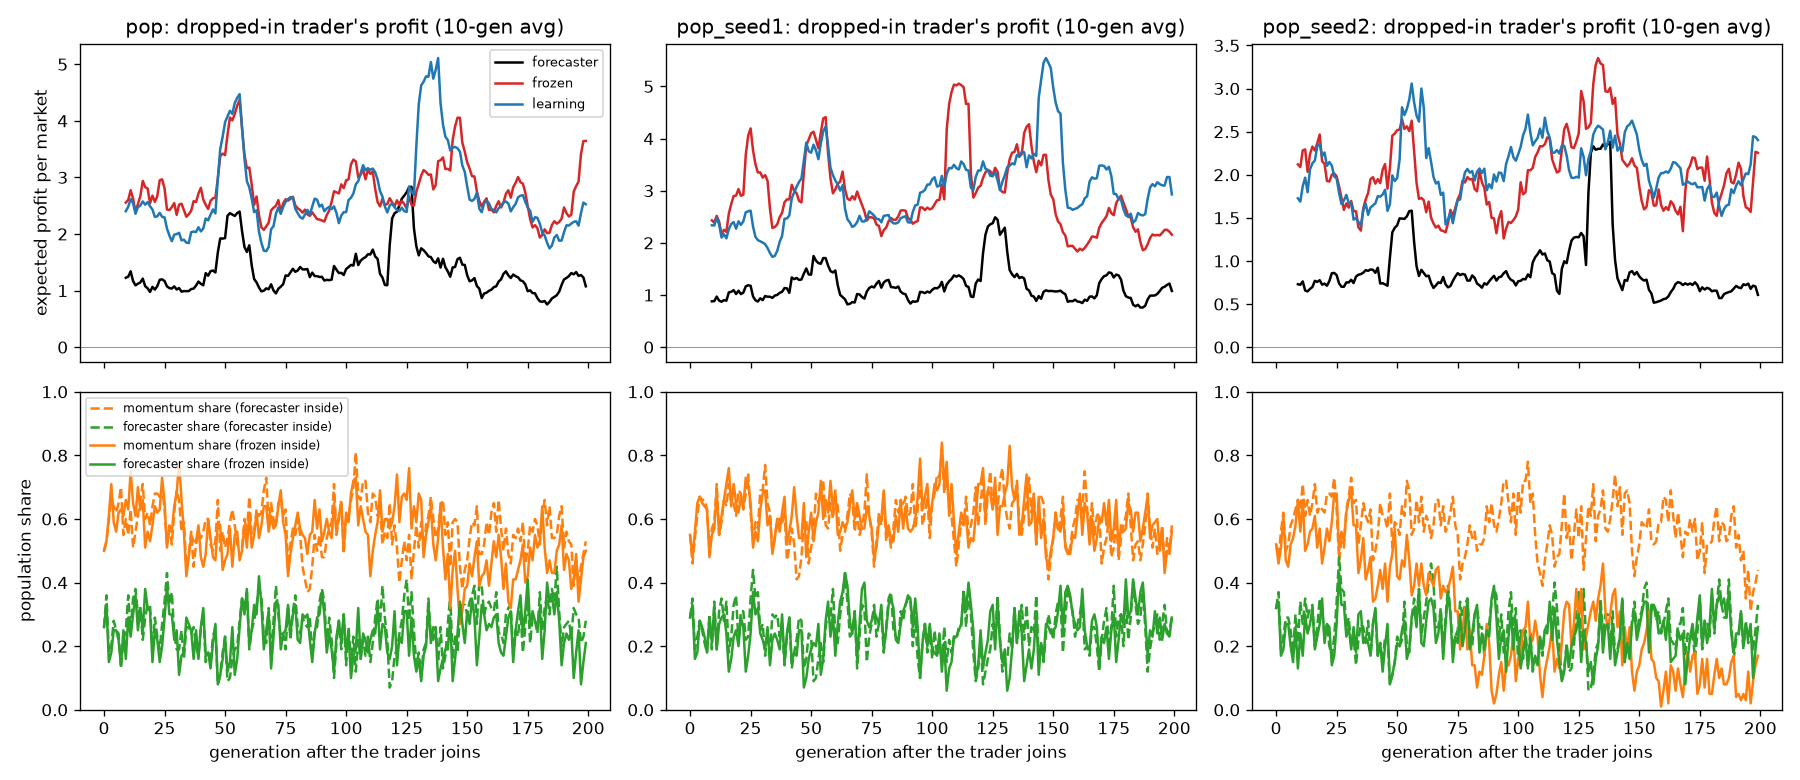 pop: dropped-in trader's profit (10-gen avg)
pop_seed1: dropped-in trader's profit (10-gen avg)
pop_seed2: dropped-in trader's profit (10-gen avg)
expected profit per market
5
4
3
2
1
0
forecaster
frozen
learning
5
4
3
2
1
0
3.5
3.0
2.5
2.0
1.5
1.0
0.5
0.0
population share
1.0
0.8
0.6
0.4
0.2
0.0
momentum share (forecaster inside)
forecaster share (forecaster inside)
momentum share (frozen inside)
forecaster share (frozen inside)
0 25 50 75 100 125 150 175 200
generation after the trader joins
1.0
0.8
0.6
0.4
0.2
0.0
0 25 50 75 100 125 150 175 200
generation after the trader joins
1.0
0.8
0.6
0.4
0.2
0.0
0 25 50 75 100 125 150 175 200
generation after the trader joins